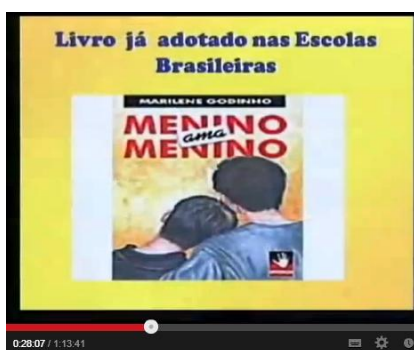 Livro já adotado nas Escolas
Brasileiras
MARILENE GODINHO
MENINO
ama
MENINO
0:28:07 / 1:13:41